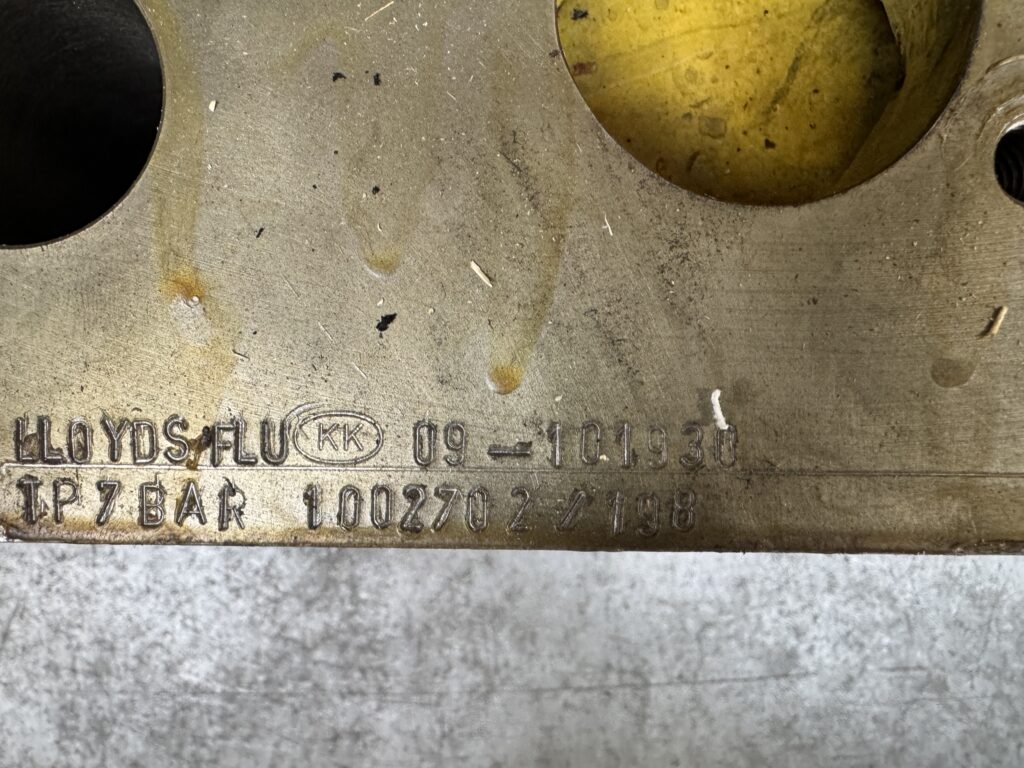 LLOYDS FLU KK 09-101930
TP 7 BAR 1002702/198